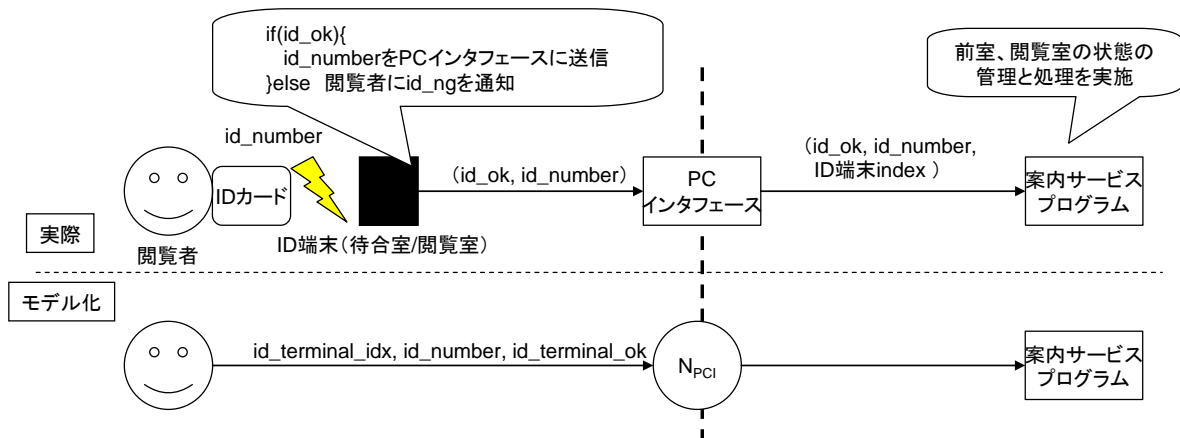 if(id_ok){
id_numberをPCインタフェースに送信
}else 閲覧者にid_ngを通知
前室、閲覧室の状態の
管理と処理を実施
id_number
IDカード
(id_ok, id_number)
PC
インタフェース
(id_ok, id_number,
ID端末index )
案内サービス
プログラム
実際
閲覧者
ID端末(待合室/閲覧室)
モデル化
id_terminal_idx, id_number, id_terminal_ok
NPCI
案内サービス
プログラム